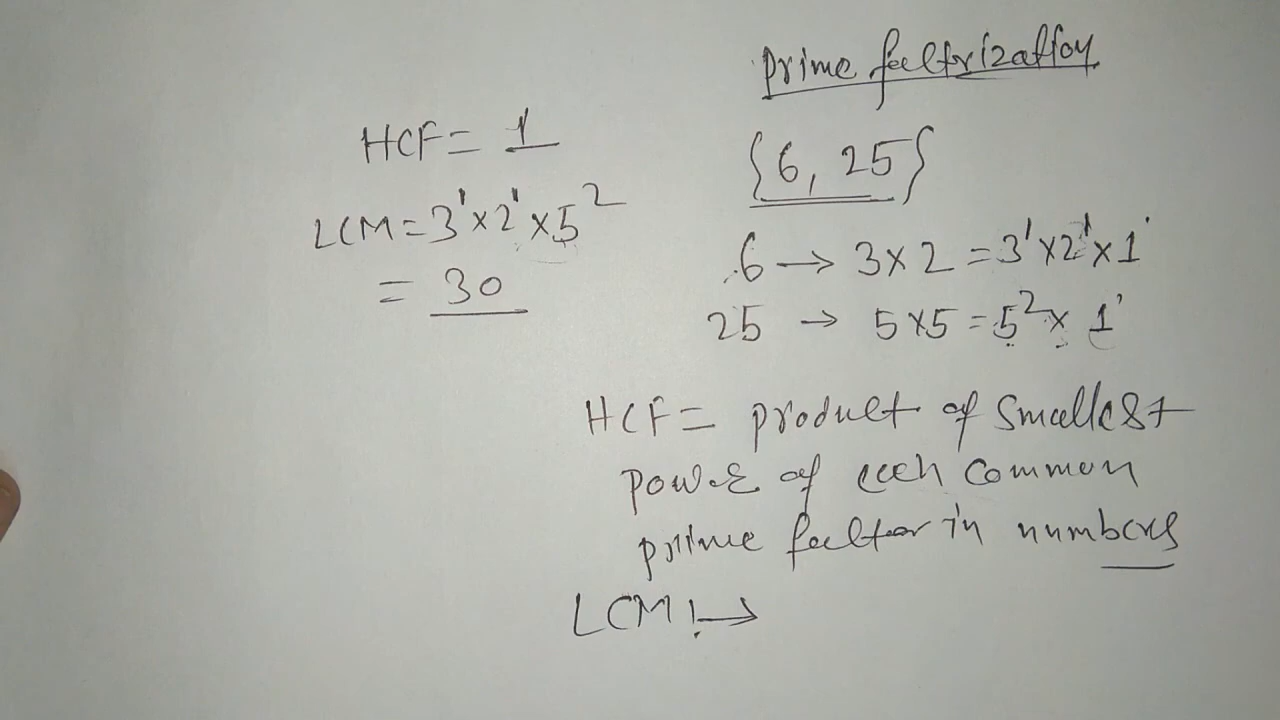 prime factorization
HCF = 1
{6, 25}
LCM = 3¹ × 2¹ × 5²
= 30
6 → 3 × 2 = 3¹ × 2¹ × 1
25 → 5 × 5 = 5² × 1
HCF = product of smallest
power of each common
prime factor in numbers
LCM! →